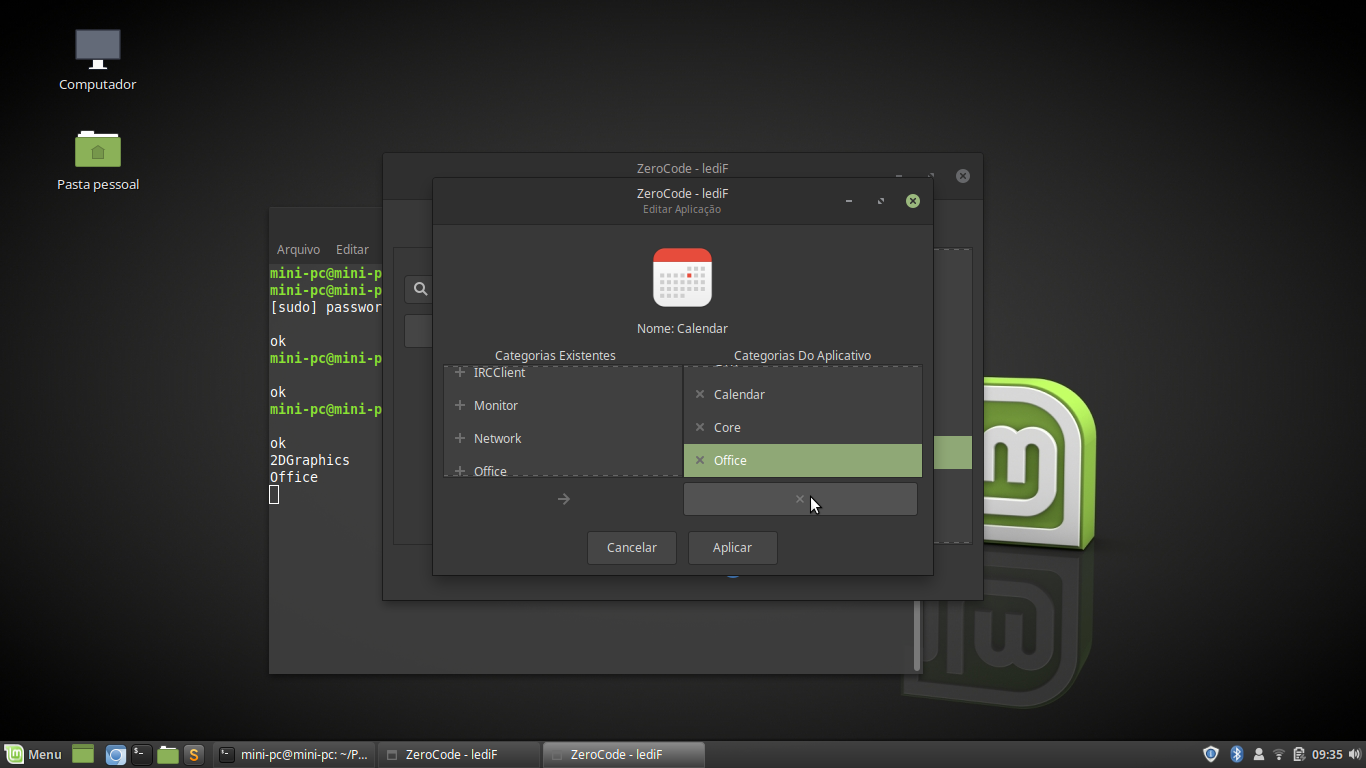 Computador
Pasta pessoal
ZeroCode - lediF
ZeroCode - lediF
Editar Aplicação
Arquivo Editar
mini-pc@mini-p
mini-pc@mini-p
[sudo] passwor
ok
mini-pc@mini-p
ok
mini-pc@mini-p
ok
2DGraphics
Office
Nome: Calendar
Categorias Existentes
Categorias Do Aplicativo
IRCClient
Monitor
Network
Office
Calendar
Core
Office
Cancelar
Aplicar
Menu
mini-pc@mini-pc: ~/P...
ZeroCode - lediF
ZeroCode - lediF
09:35